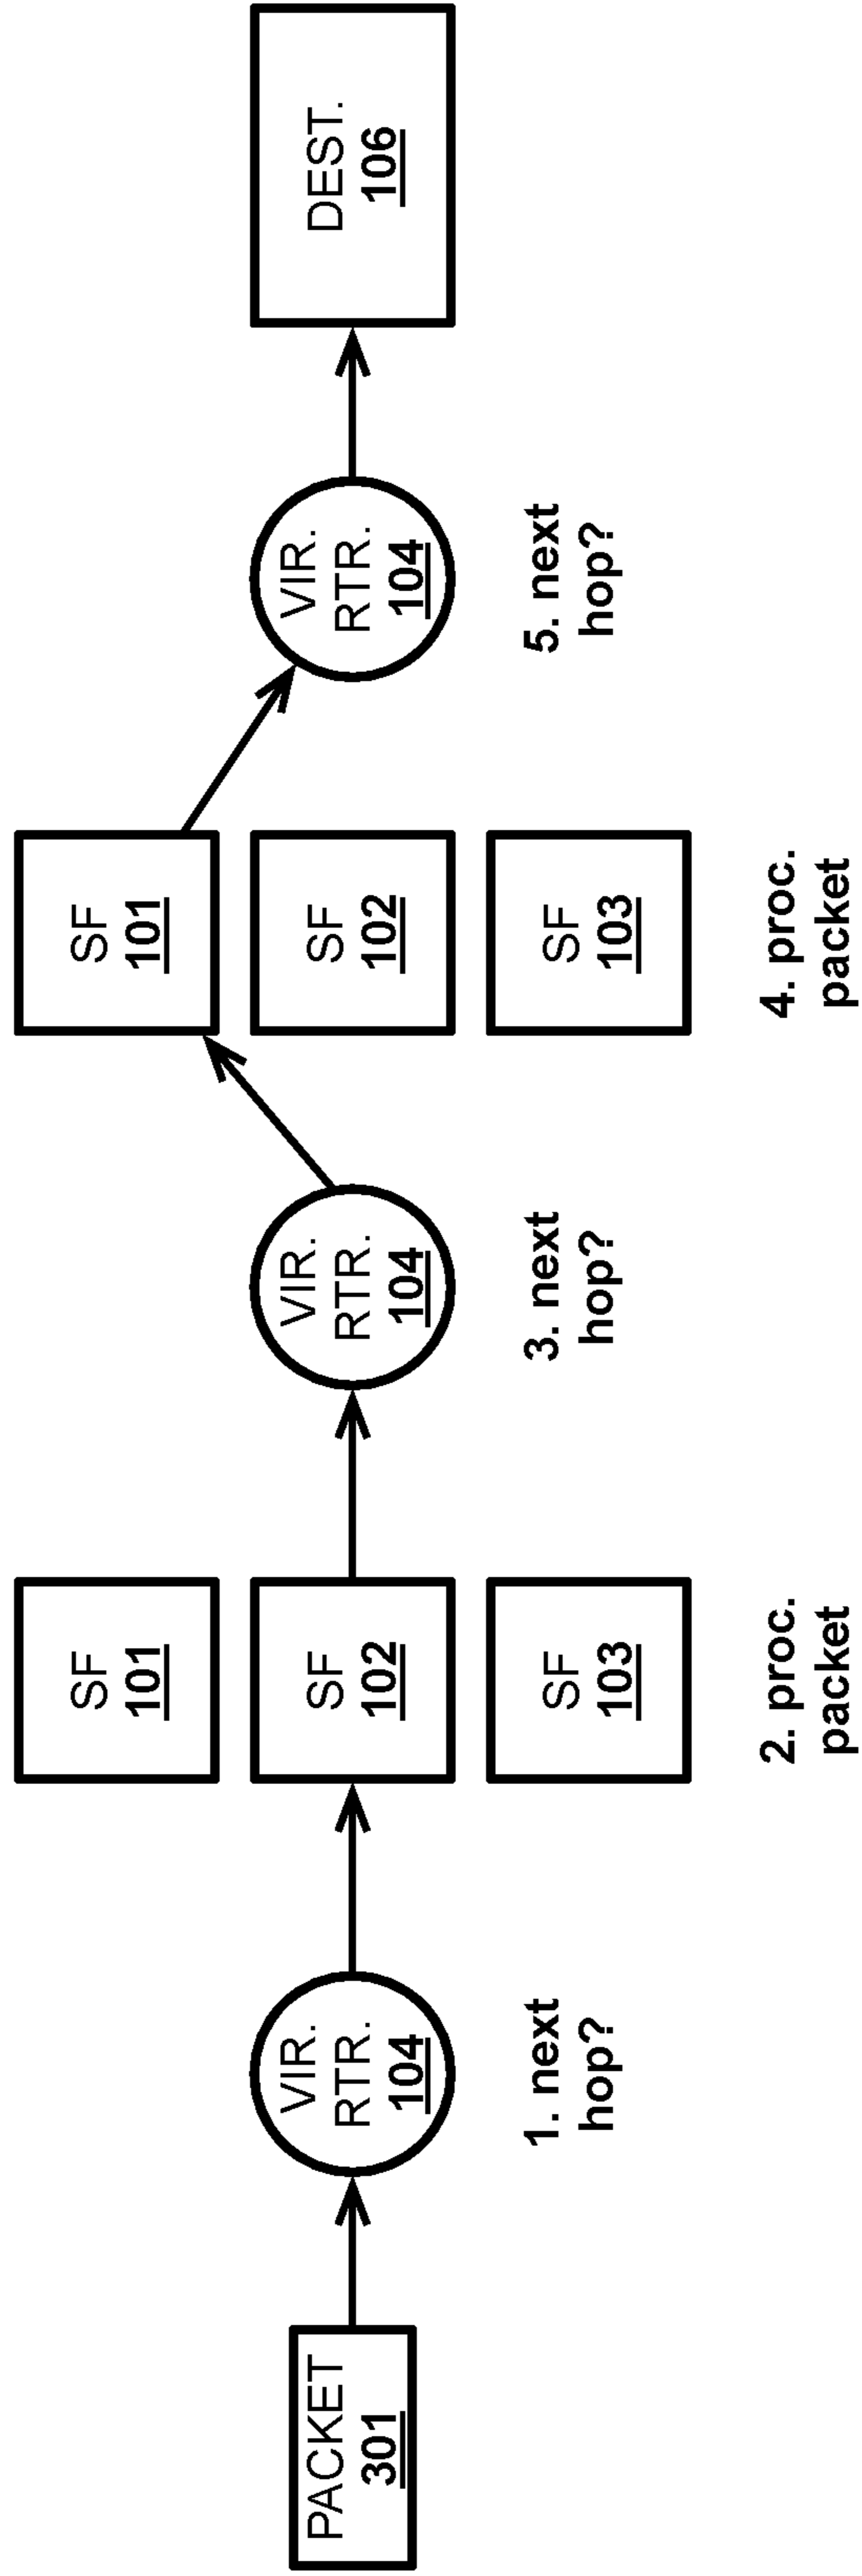 PACKET
301
VIR.
RTR.
104
1. next
hop?
SF
101
SF
102
SF
103
2. proc.
packet
VIR.
RTR.
104
3. next
hop?
SF
101
SF
102
SF
103
4. proc.
packet
VIR.
RTR.
104
5. next
hop?
DEST.
106